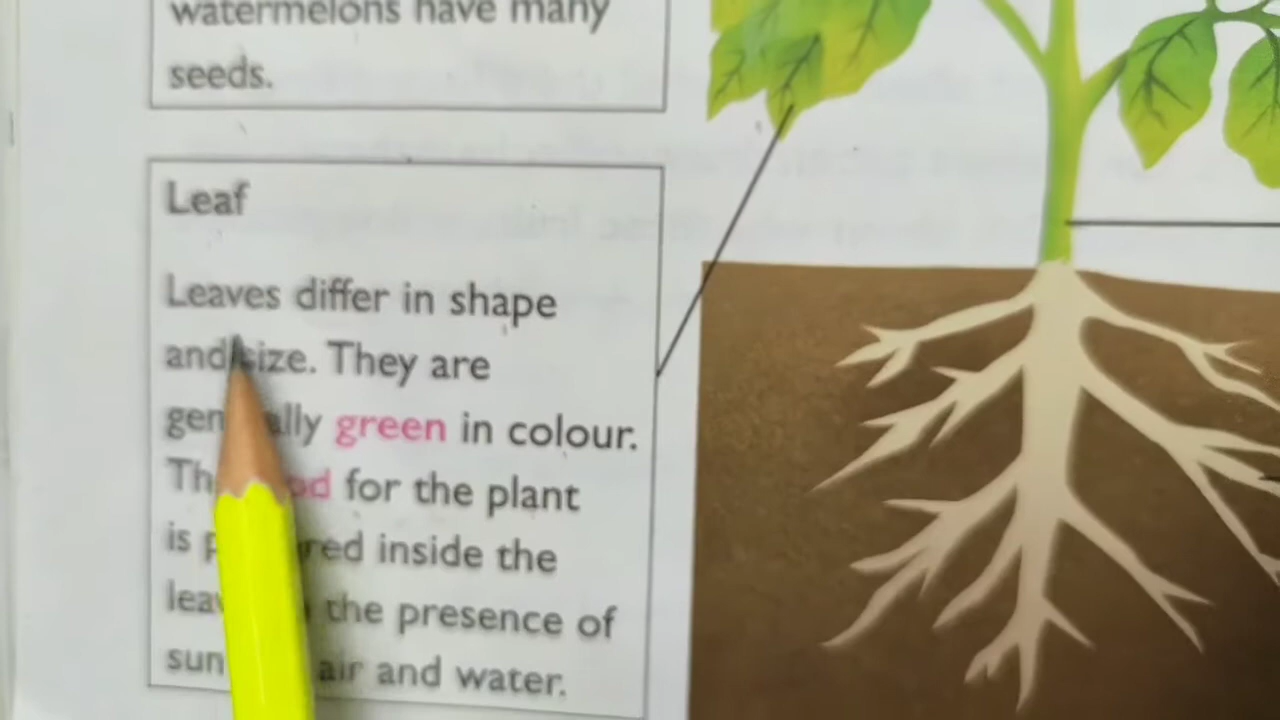 watermelons have many
seeds.
Leaf
Leaves differ in shape
and size. They are
generally green in colour.
The food for the plant
is prepared inside the
leaves in the presence of
sunlight, air and water.